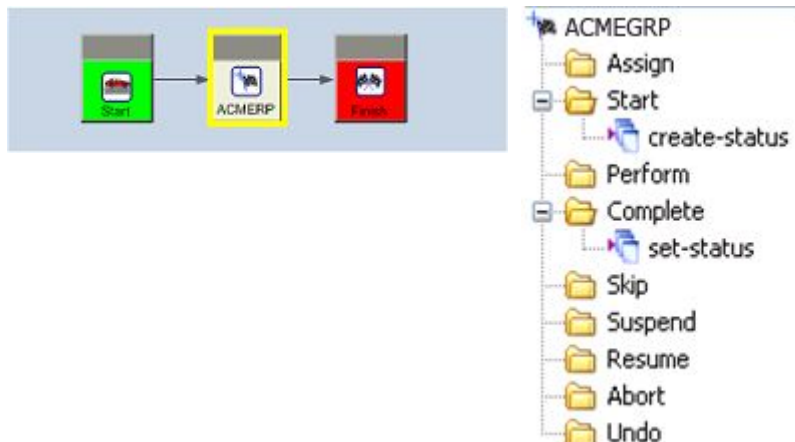 Start
ACMERP
Finish
ACMEGRP
Assign
Start
create-status
Perform
Complete
set-status
Skip
Suspend
Resume
Abort
Undo